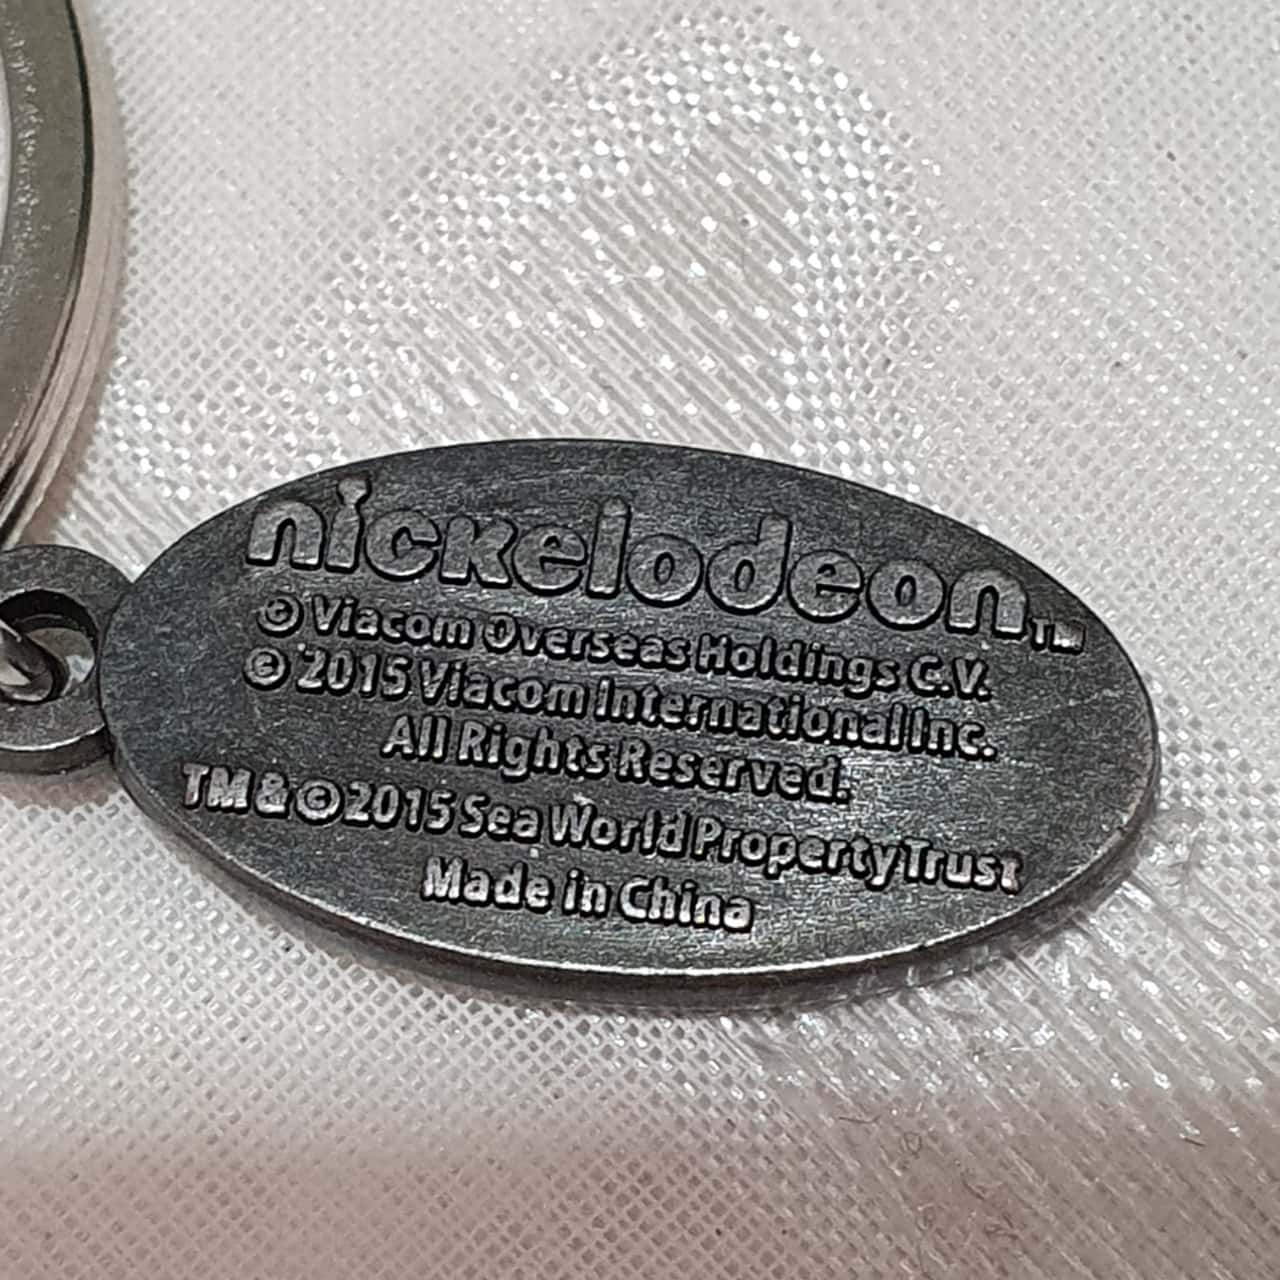 nickelodeon™
© Viacom Overseas Holdings C.V.
© 2015 Viacom International Inc.
All Rights Reserved.
TM & © 2015 Sea World Property Trust
Made in China